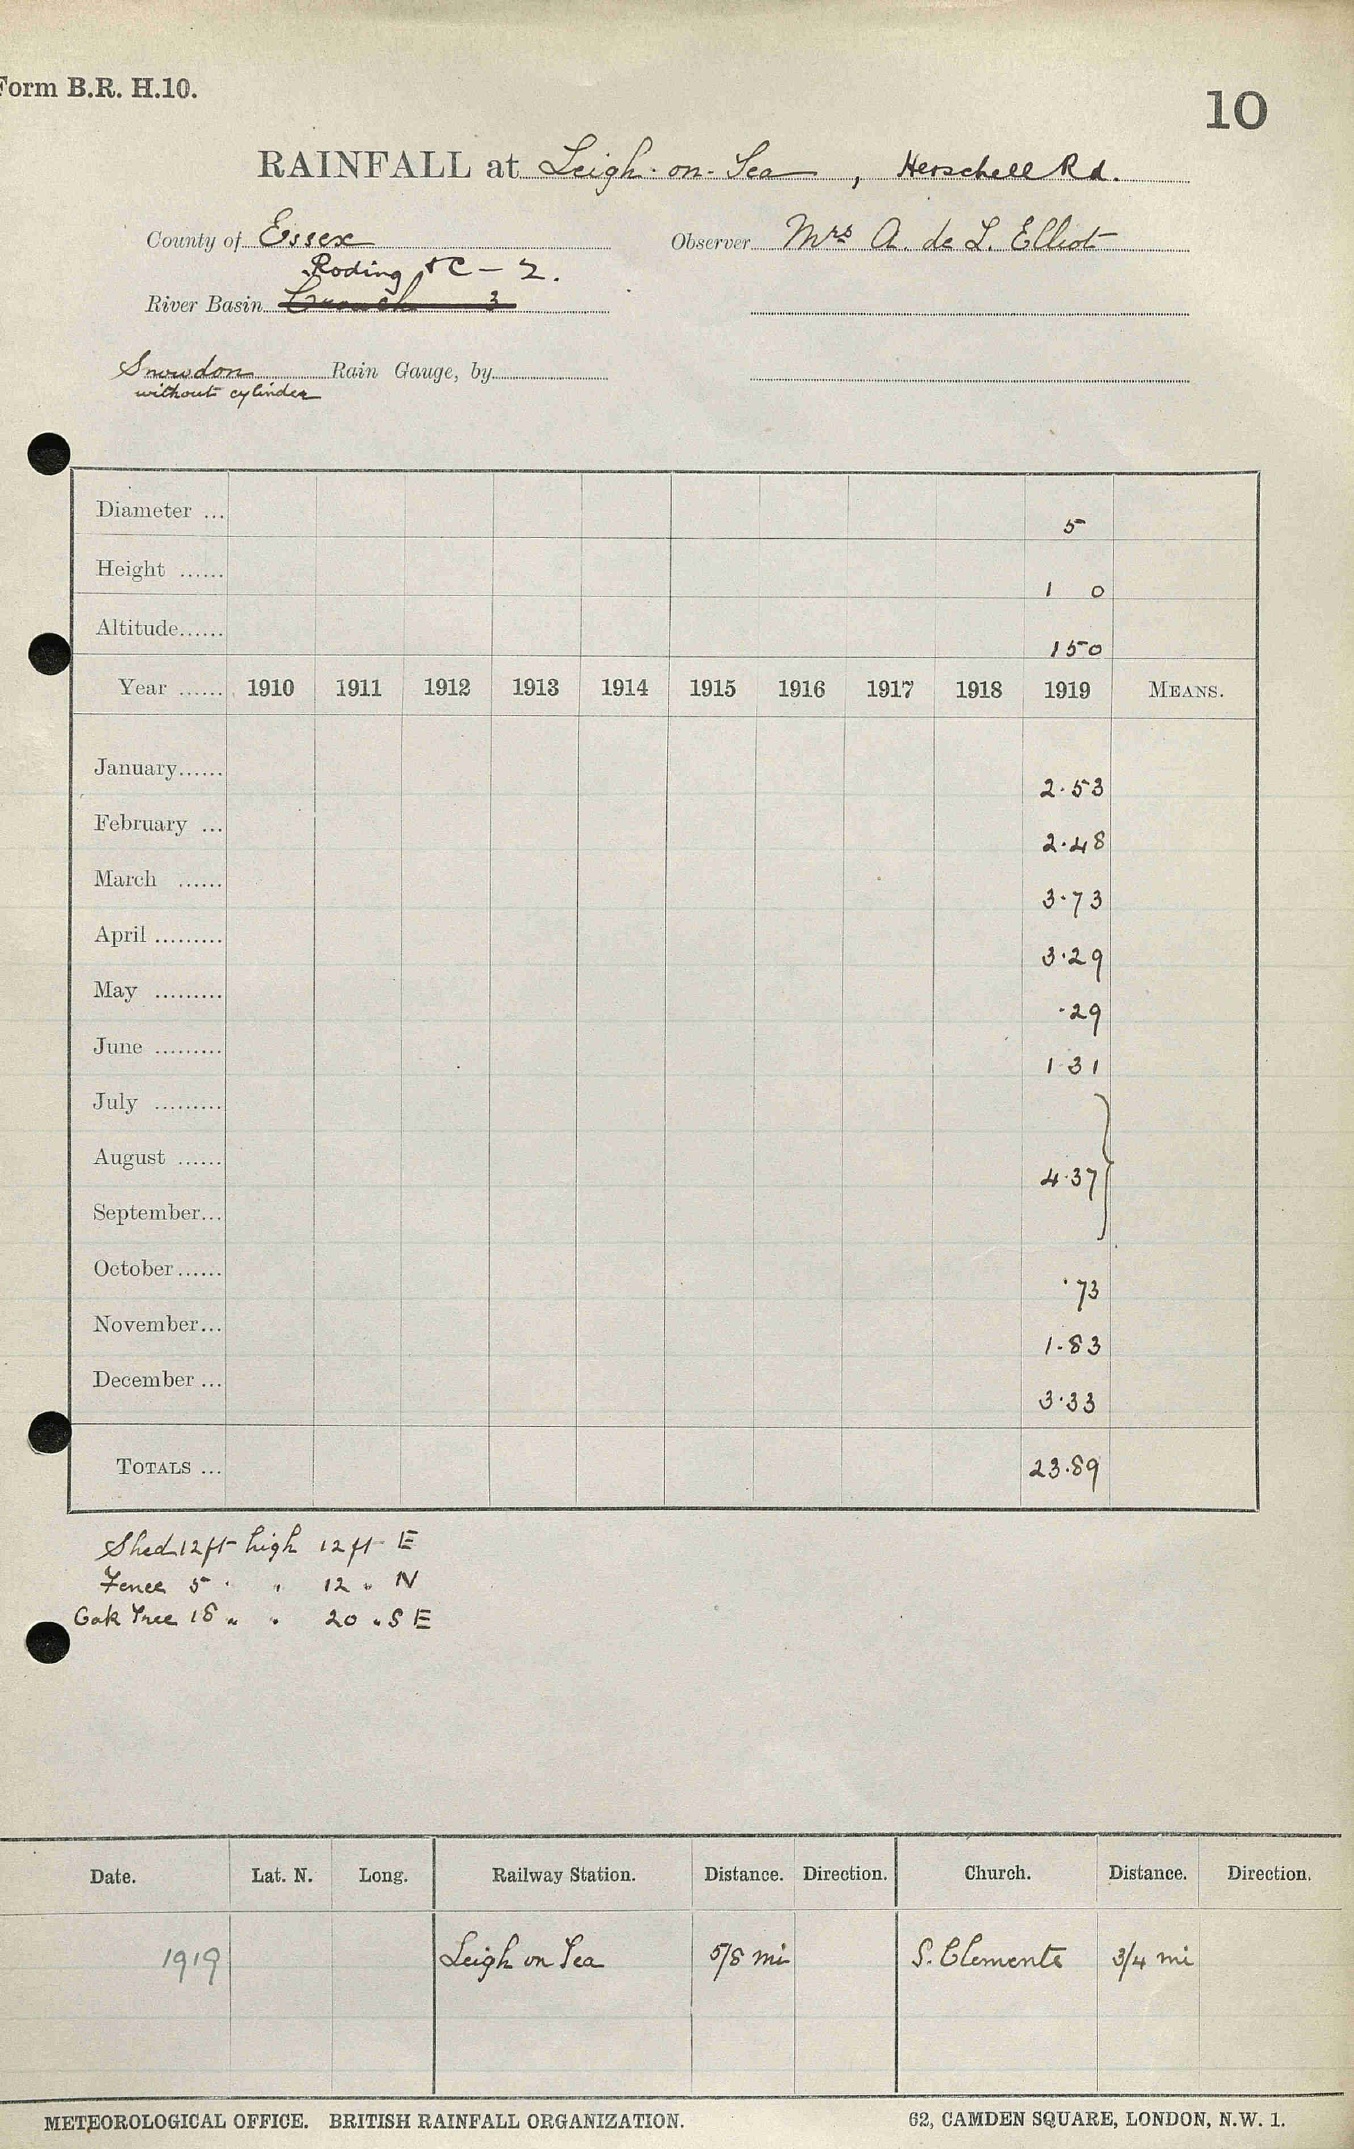 Form B.R. H.10.
10
RAINFALL at Leigh-on-Sea, Herschell Rd.
County of Essex Observer Mrs A. de L. Elliot
Roding &c - 2.
River Basin Crouch 3
Snowdon Rain Gauge, by
without cylinder
Diameter ... 5
Height ...... 1 0
Altitude...... 150
Year ...... 1910 1911 1912 1913 1914 1915 1916 1917 1918 1919 MEANS.
January...... 2.53
February ... 2.48
March ...... 3.73
April ......... 3.29
May ......... .29
June ......... 1.31
July .........
August ...... 4.37
September...
October...... .73
November... 1.83
December ... 3.33
TOTALS ... 23.89
Shed 12 ft high 12 ft E
Fence 5 " " 12 " N
Oak Tree 18 " " 20 " S E
Date. Lat. N. Long. Railway Station. Distance. Direction. Church. Distance. Direction.
1919 Leigh on Sea 5/8 mi S. Clements 3/4 mi
METEOROLOGICAL OFFICE. BRITISH RAINFALL ORGANIZATION. 62, CAMDEN SQUARE, LONDON, N.W. 1.